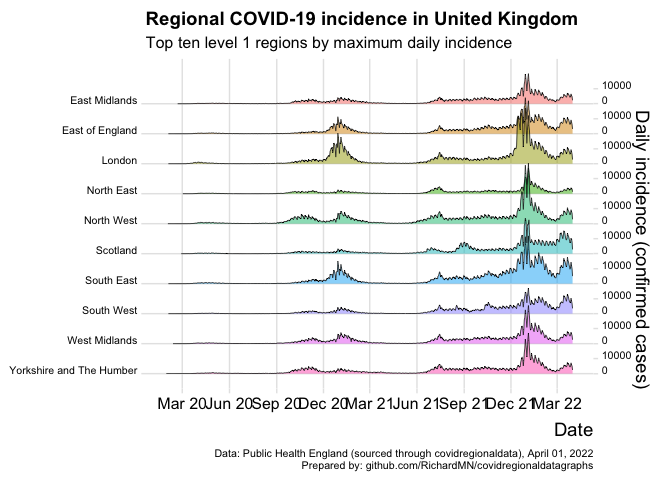 Regional COVID-19 incidence in United Kingdom
Top ten level 1 regions by maximum daily incidence
East Midlands
East of England
London
North East
North West
Scotland
South East
South West
West Midlands
Yorkshire and The Humber
10000
0
10000
0
10000
0
10000
0
10000
0
10000
0
10000
0
10000
0
10000
0
10000
0
Daily incidence (confirmed cases)
Mar 20 Jun 20 Sep 20 Dec 20 Mar 21 Jun 21 Sep 21 Dec 21 Mar 22
Date
Data: Public Health England (sourced through covidregionaldata), April 01, 2022
Prepared by: github.com/RichardMN/covidregionaldatagraphs